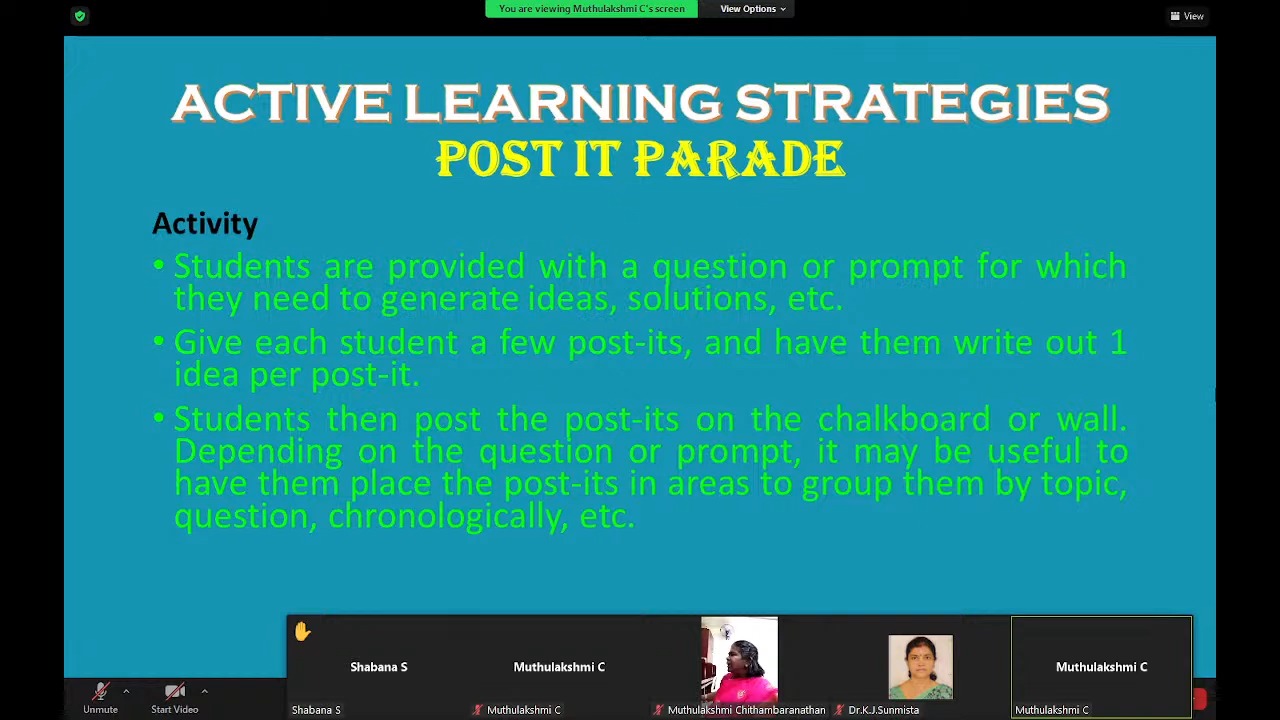 You are viewing Muthulakshmi C's screen
View Options
View
ACTIVE LEARNING STRATEGIES
POST IT PARADE
Activity
• Students are provided with a question or prompt for which
they need to generate ideas, solutions, etc.
• Give each student a few post-its, and have them write out 1
idea per post-it.
• Students then post the post-its on the chalkboard or wall.
Depending on the question or prompt, it may be useful to
have them place the post-its in areas to group them by topic,
question, chronologically, etc.
Shabana S
Muthulakshmi C
Muthulakshmi C
Unmute
Start Video
Shabana S
Muthulakshmi C
Muthulakshmi Chithambaranathan
Dr.K.J.Sunmista
Muthulakshmi C